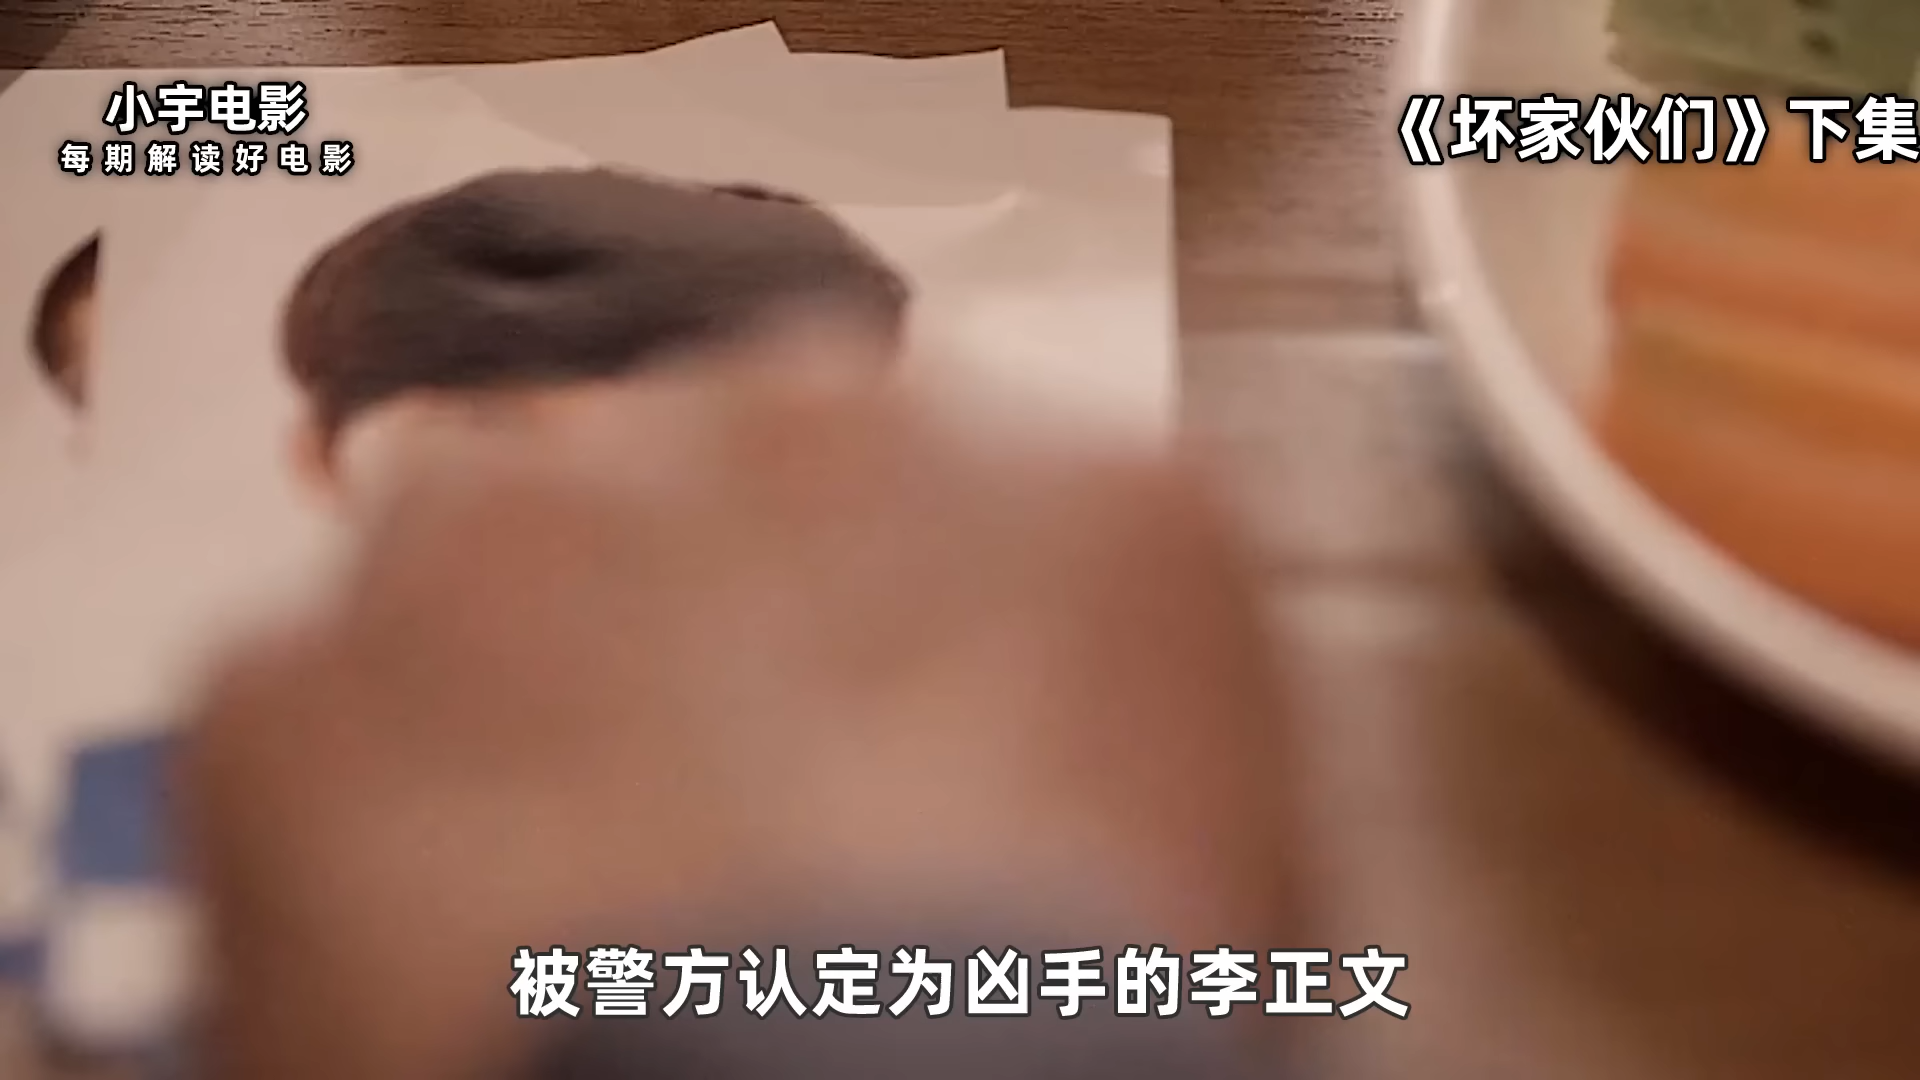 小宇电影
每期解读好电影
《坏家伙们》下集
被警方认定为凶手的李正文